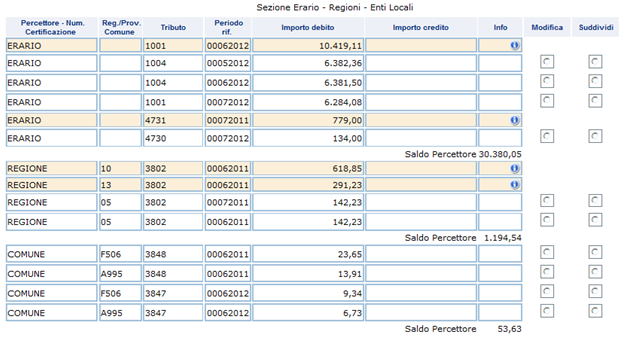 Sezione Erario - Regioni - Enti Locali
Percettore - Num. Certificazione Reg./Prov. Comune Tributo Periodo rif. Importo debito Importo credito Info Modifica Suddividi
ERARIO 1001 00062012 10.419,11
ERARIO 1004 00052012 6.382,36
ERARIO 1004 00062012 6.381,50
ERARIO 1001 00072012 6.284,08
ERARIO 4731 00072011 779,00
ERARIO 4730 00072012 134,00
Saldo Percettore 30.380,05
REGIONE 10 3802 00062011 618,85
REGIONE 13 3802 00062011 291,23
REGIONE 05 3802 00072011 142,23
REGIONE 05 3802 00062011 142,23
Saldo Percettore 1.194,54
COMUNE F506 3848 00062011 23,65
COMUNE A995 3848 00062011 13,91
COMUNE F506 3847 00062012 9,34
COMUNE A995 3847 00062012 6,73
Saldo Percettore 53,63